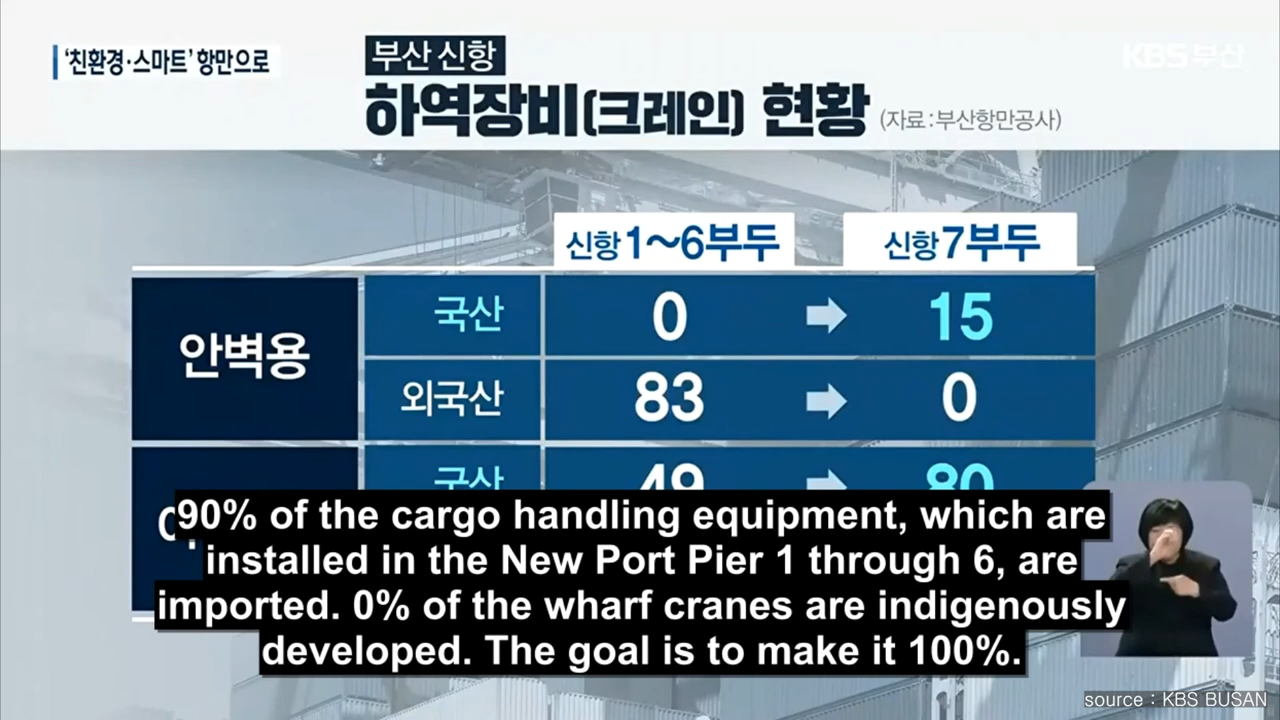 '친환경·스마트' 항만으로
KBS 부산
부산 신항
하역장비(크레인) 현황 (자료:부산항만공사)
신항 1~6부두 신항 7부두
안벽용
국산 0 ➡ 15
외국산 83 ➡ 0
국산 49 ➡ 80
90% of the cargo handling equipment, which are
installed in the New Port Pier 1 through 6, are
imported. 0% of the wharf cranes are indigenously
developed. The goal is to make it 100%.
source : KBS BUSAN